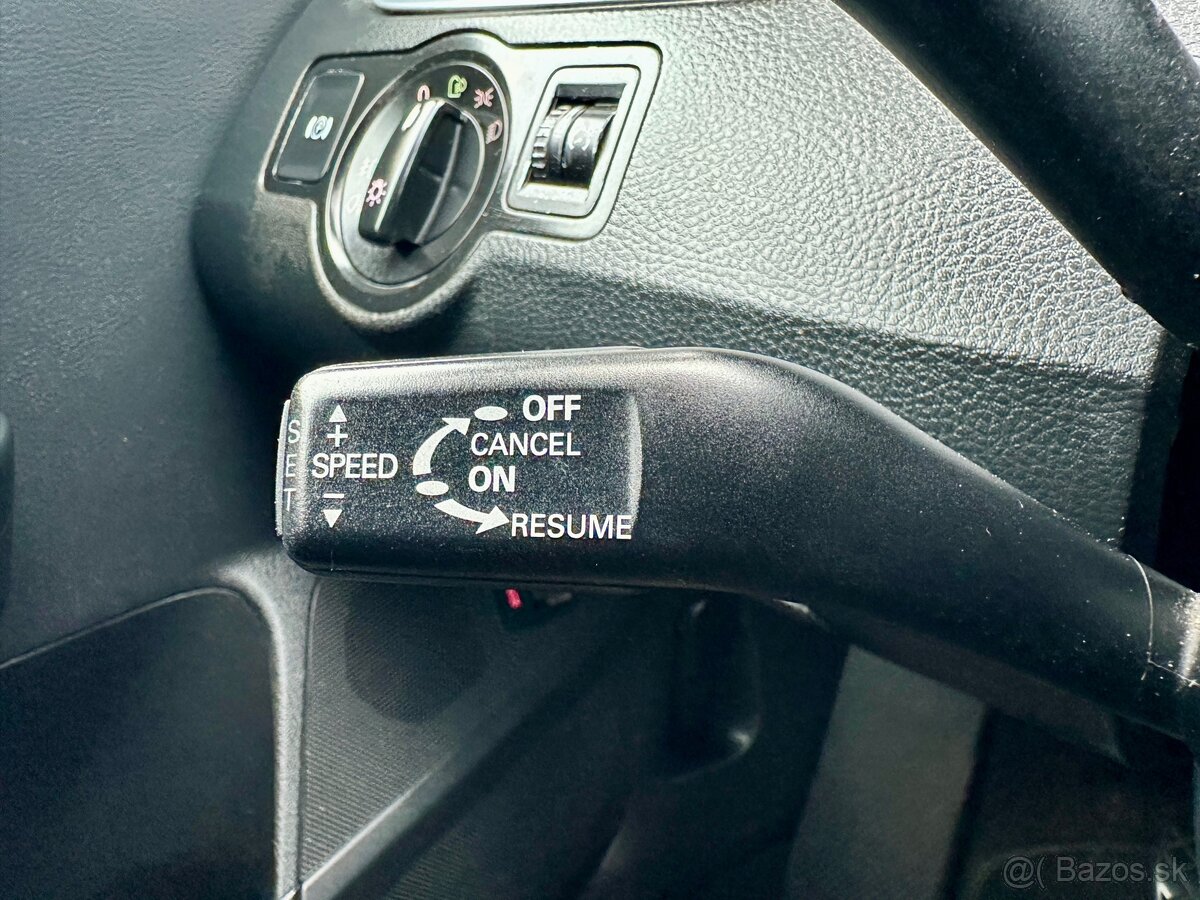 OFF
CANCEL
ON
RESUME
+
SPEED
−
SET
@( Bazos.sk